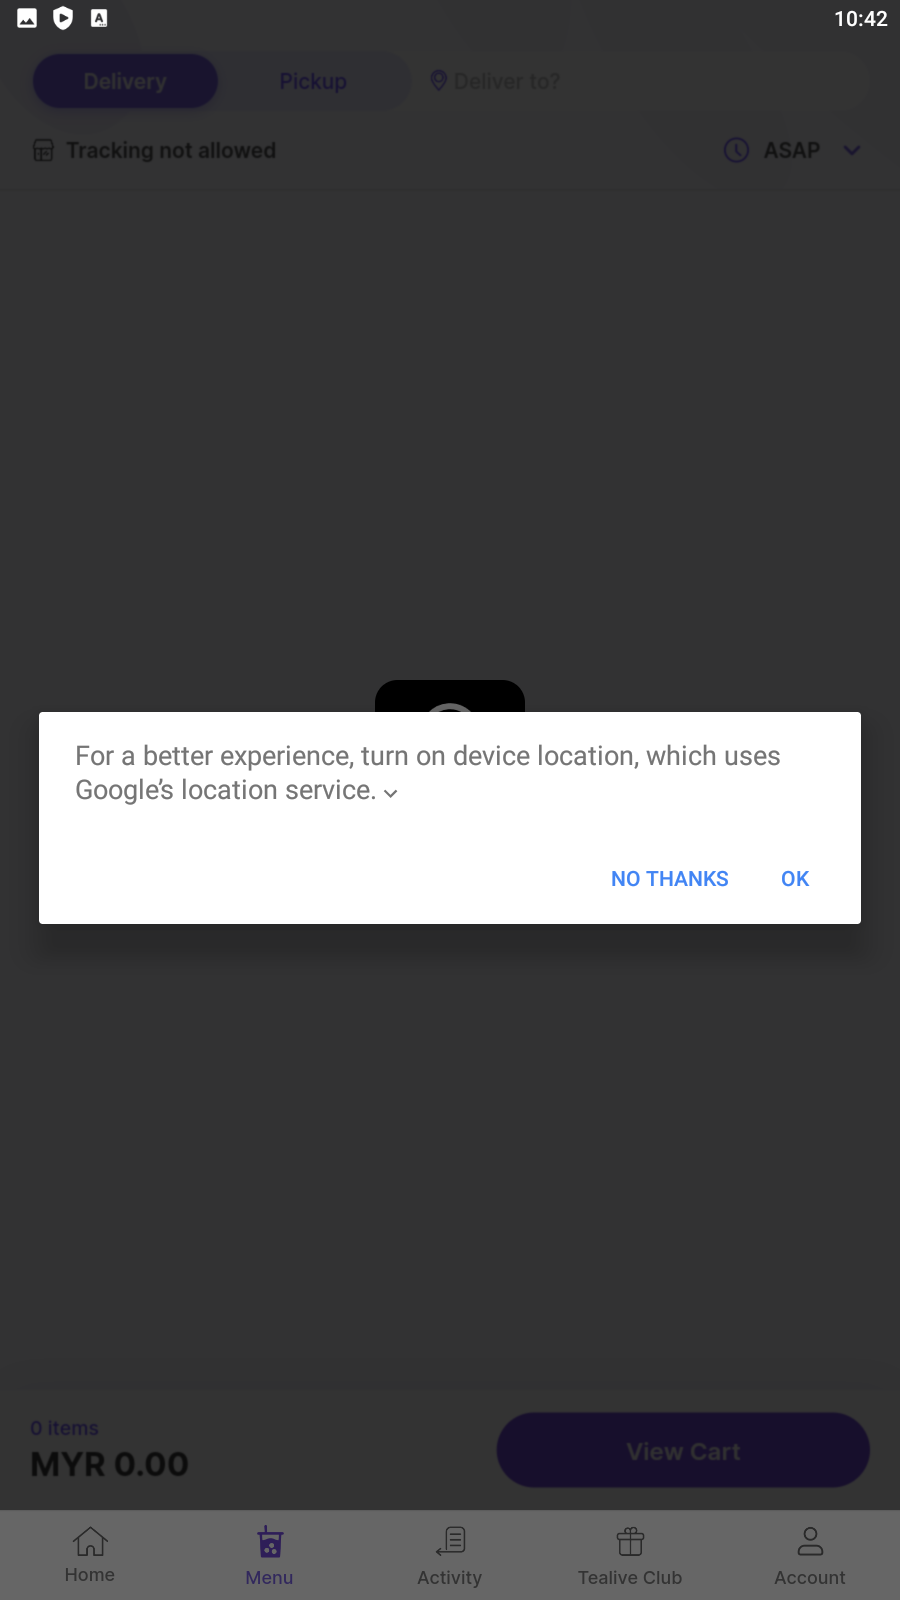 10:42
Delivery
Pickup
Deliver to?
Tracking not allowed
ASAP
For a better experience, turn on device location, which uses
Google’s location service.
NO THANKS
OK
0 items
MYR 0.00
View Cart
Home
Menu
Activity
Tealive Club
Account